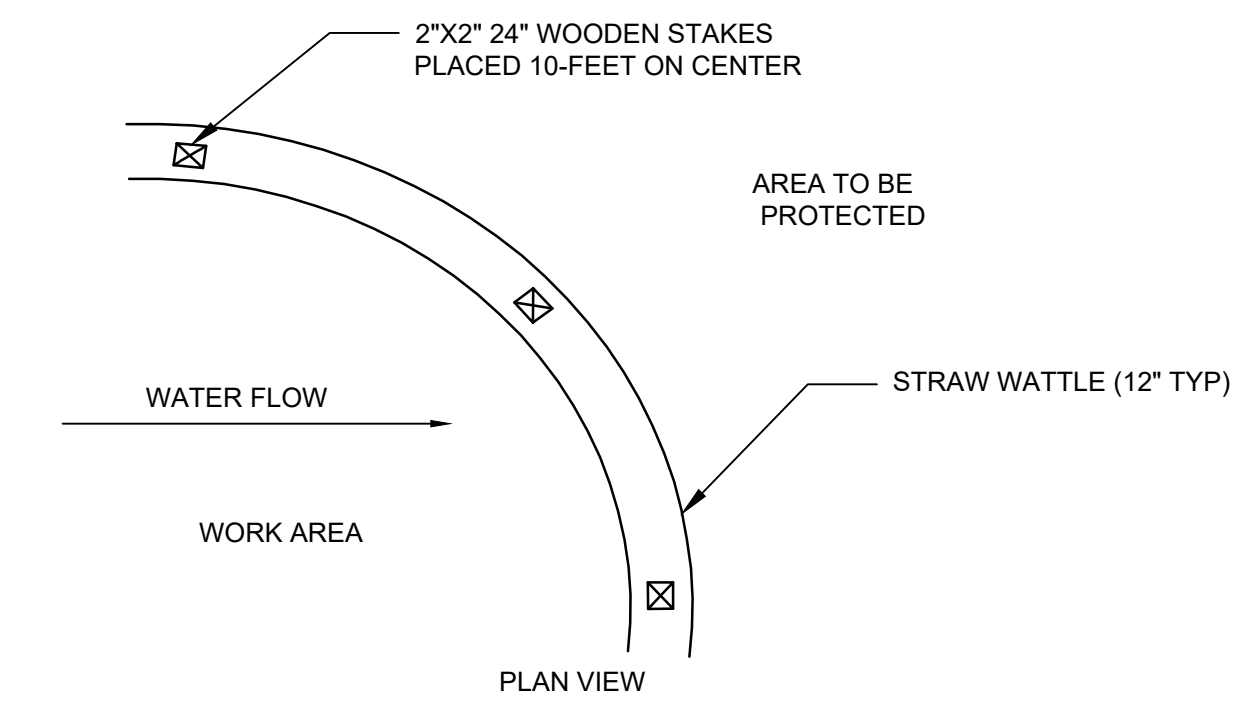 2"X2" 24" WOODEN STAKES
PLACED 10-FEET ON CENTER
AREA TO BE
PROTECTED
STRAW WATTLE (12" TYP)
WATER FLOW
WORK AREA
PLAN VIEW